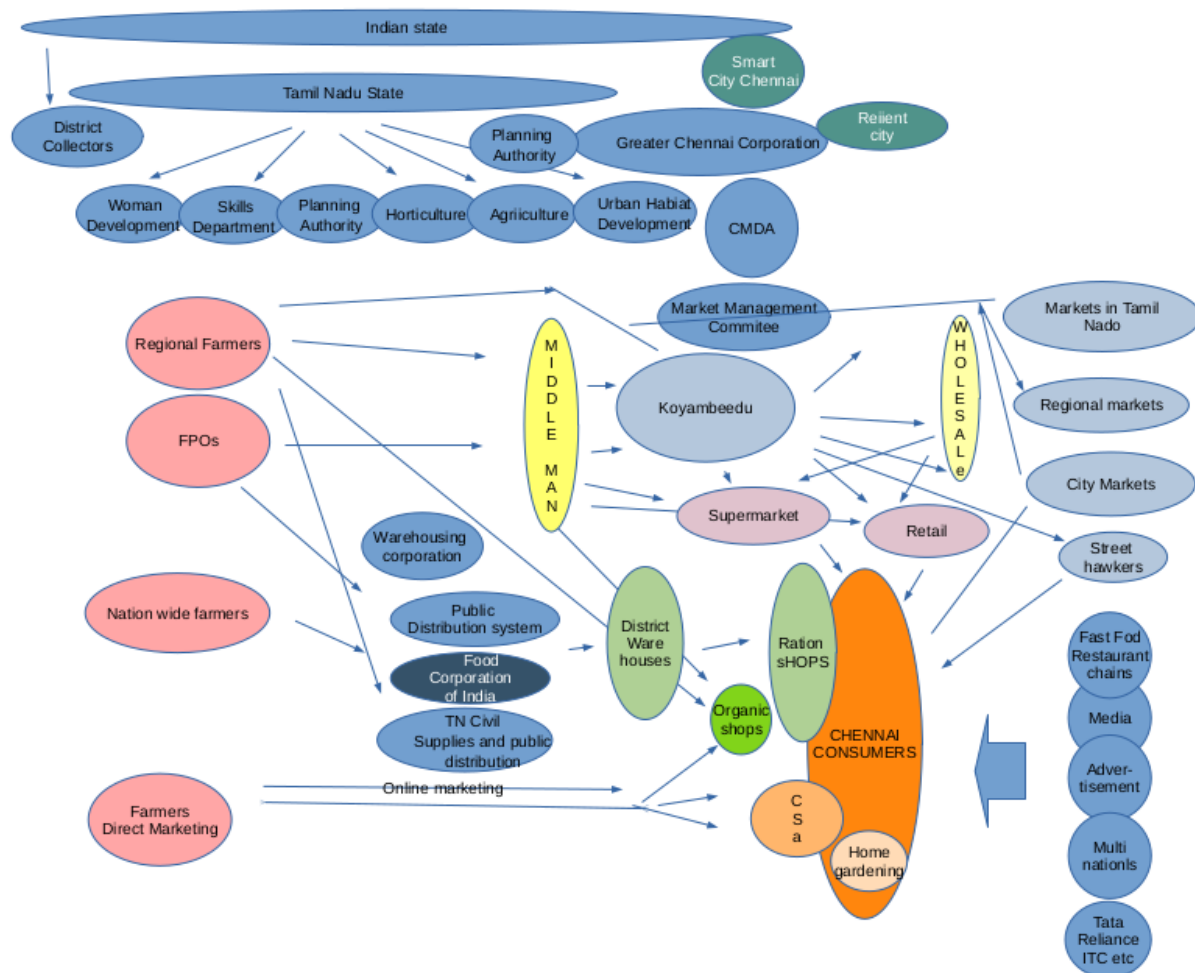 Indian state
Smart
City Chennai
Tamil Nadu State
District
Collectors
Planning
Authority
Greater Chennai Corporation
Reiient
city
Woman
Development
Skills
Department
Planning
Authority
Horticulture
Agriiculture
Urban Habiat
Development
CMDA
Market Management
Commitee
Markets in Tamil
Nado
Regional Farmers
MIDDLE MAN
WHOLESALe
Koyambeedu
Regional markets
FPOs
City Markets
Supermarket
Retail
Warehousing
corporation
Street
hawkers
Nation wide farmers
Public
Distribution system
District
Ware
houses
Ration
sHOPS
Fast Fod
Restaurant
chains
Food
Corporation
of India
Organic
shops
Media
TN Civil
Supplies and public
distribution
CHENNAI
CONSUMERS
Adver-
tisement
Online marketing
Farmers
Direct Marketing
C
S
a
Home
gardening
Multi
nationls
Tata
Reliance
ITC etc